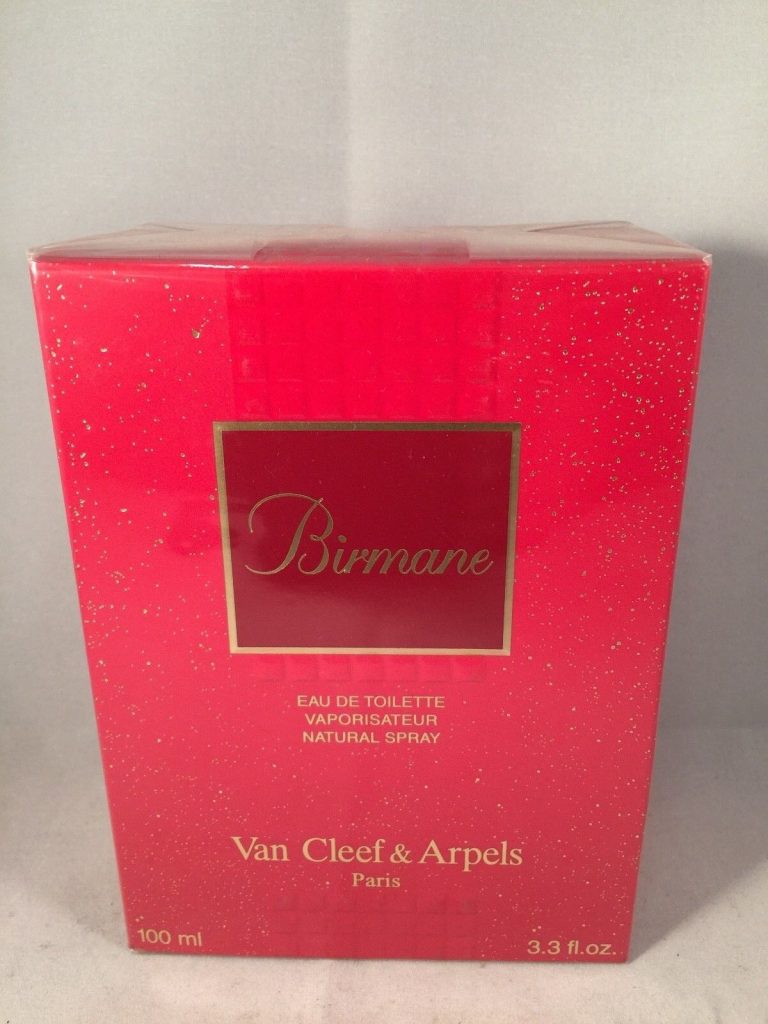 Birmane
EAU DE TOILETTE
VAPORISATEUR
NATURAL SPRAY
Van Cleef & Arpels
Paris
100 ml 3.3 fl.oz.